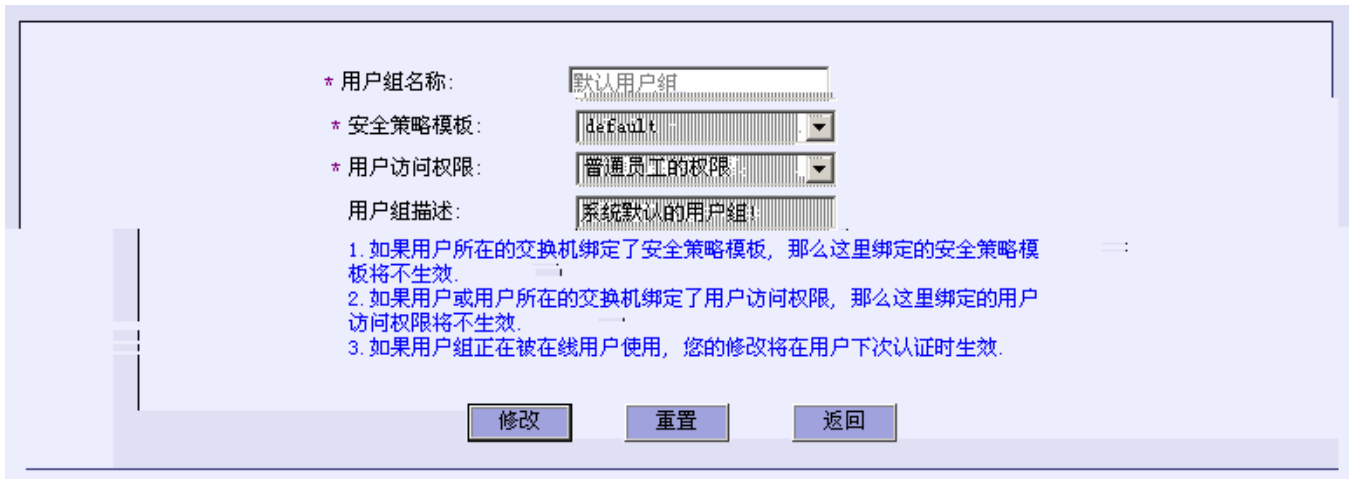 * 用户组名称: 默认用户组
* 安全策略模板: default
* 用户访问权限: 普通员工的权限
用户组描述: 系统默认的用户组!
1. 如果用户所在的交换机绑定了安全策略模板, 那么这里绑定的安全策略模
板将不生效.
2. 如果用户或用户所在的交换机绑定了用户访问权限, 那么这里绑定的用户
访问权限将不生效.
3. 如果用户组正在被在线用户使用, 您的修改将在用户下次认证时生效.
修改 重置 返回